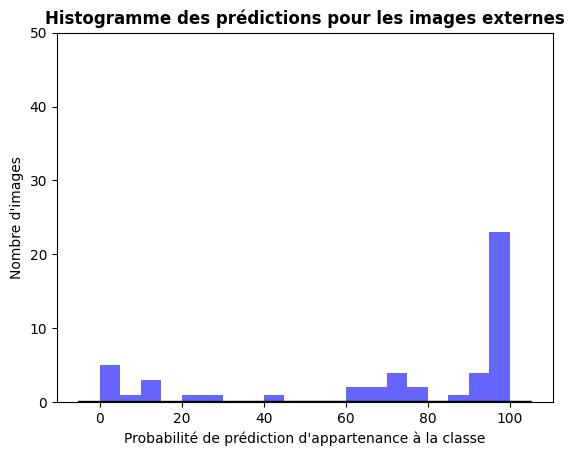 Histogramme des prédictions pour les images externes
50
40
30
20
10
0
Nombre d'images
0 20 40 60 80 100
Probabilité de prédiction d'appartenance à la classe